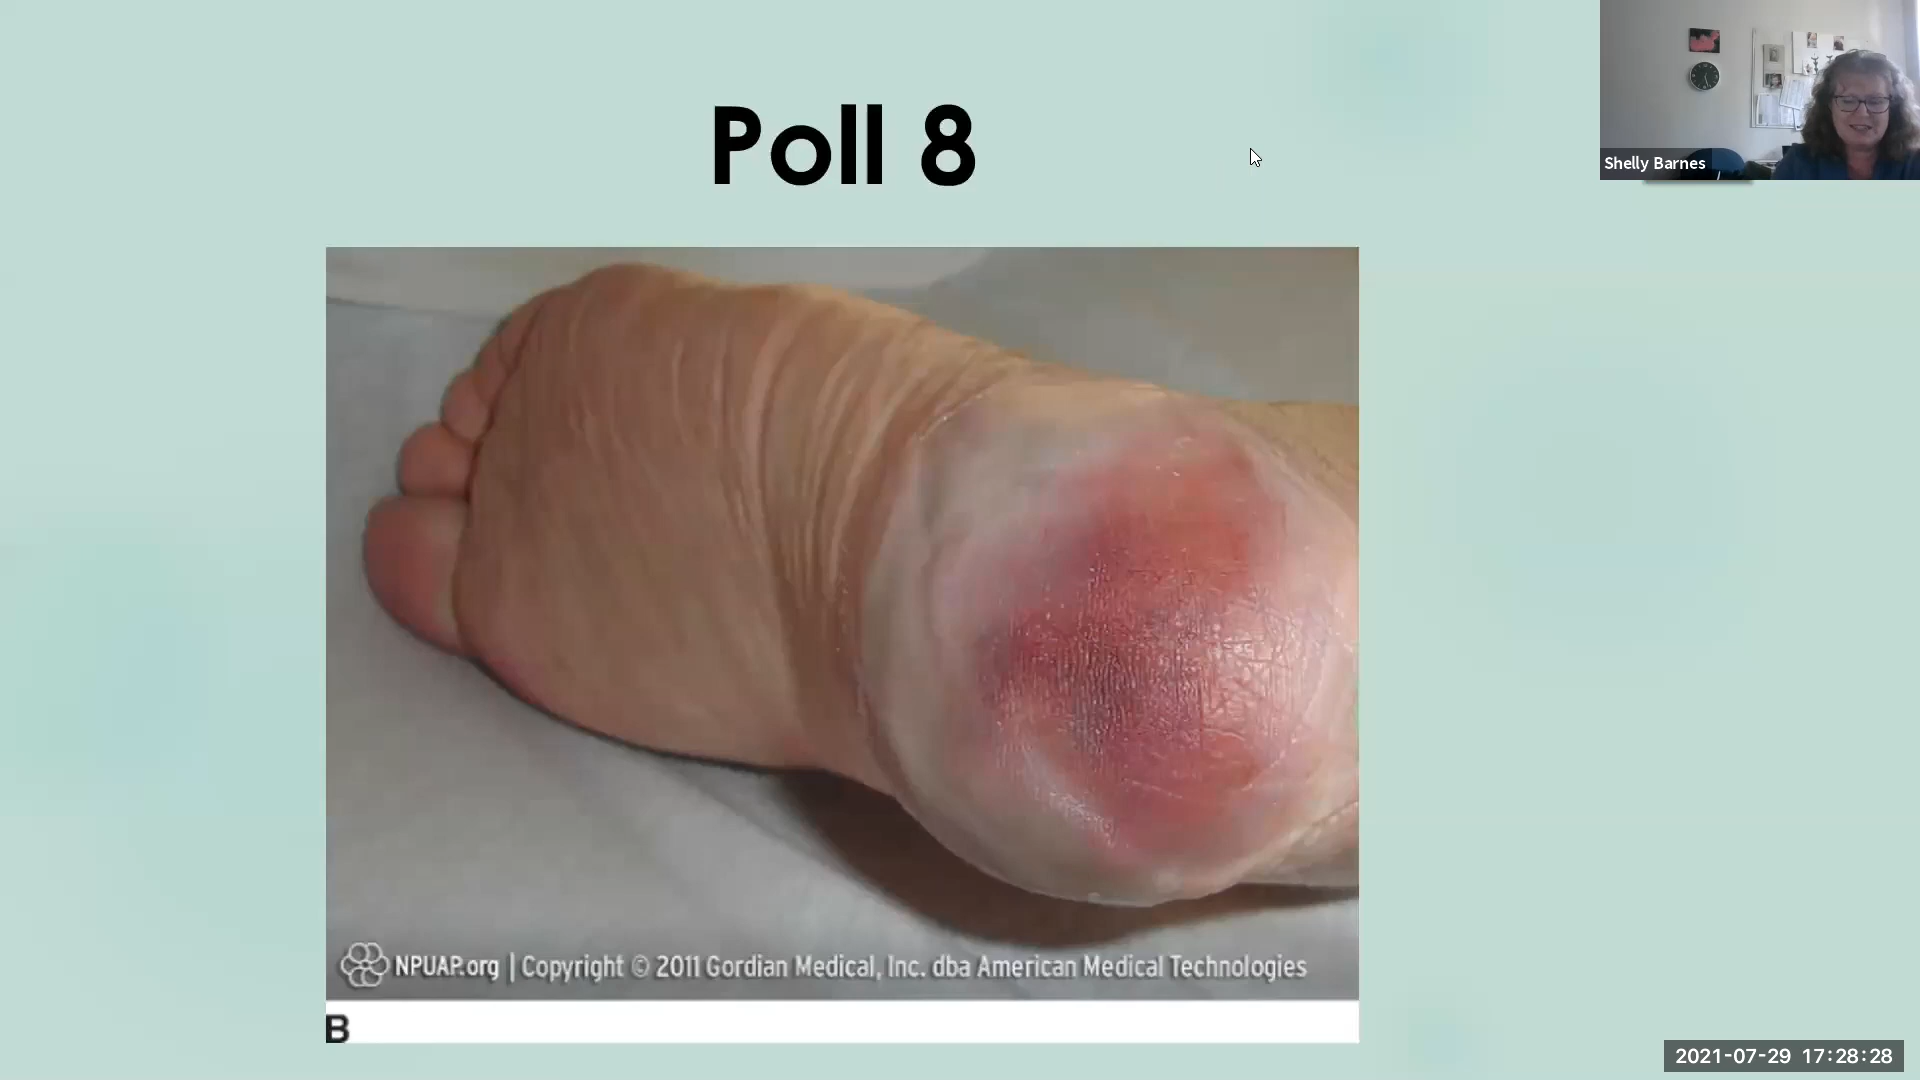 Poll 8
Shelly Barnes
NPUAP.org | Copyright © 2011 Gordian Medical, Inc. dba American Medical Technologies
B
2021-07-29 17:28:28